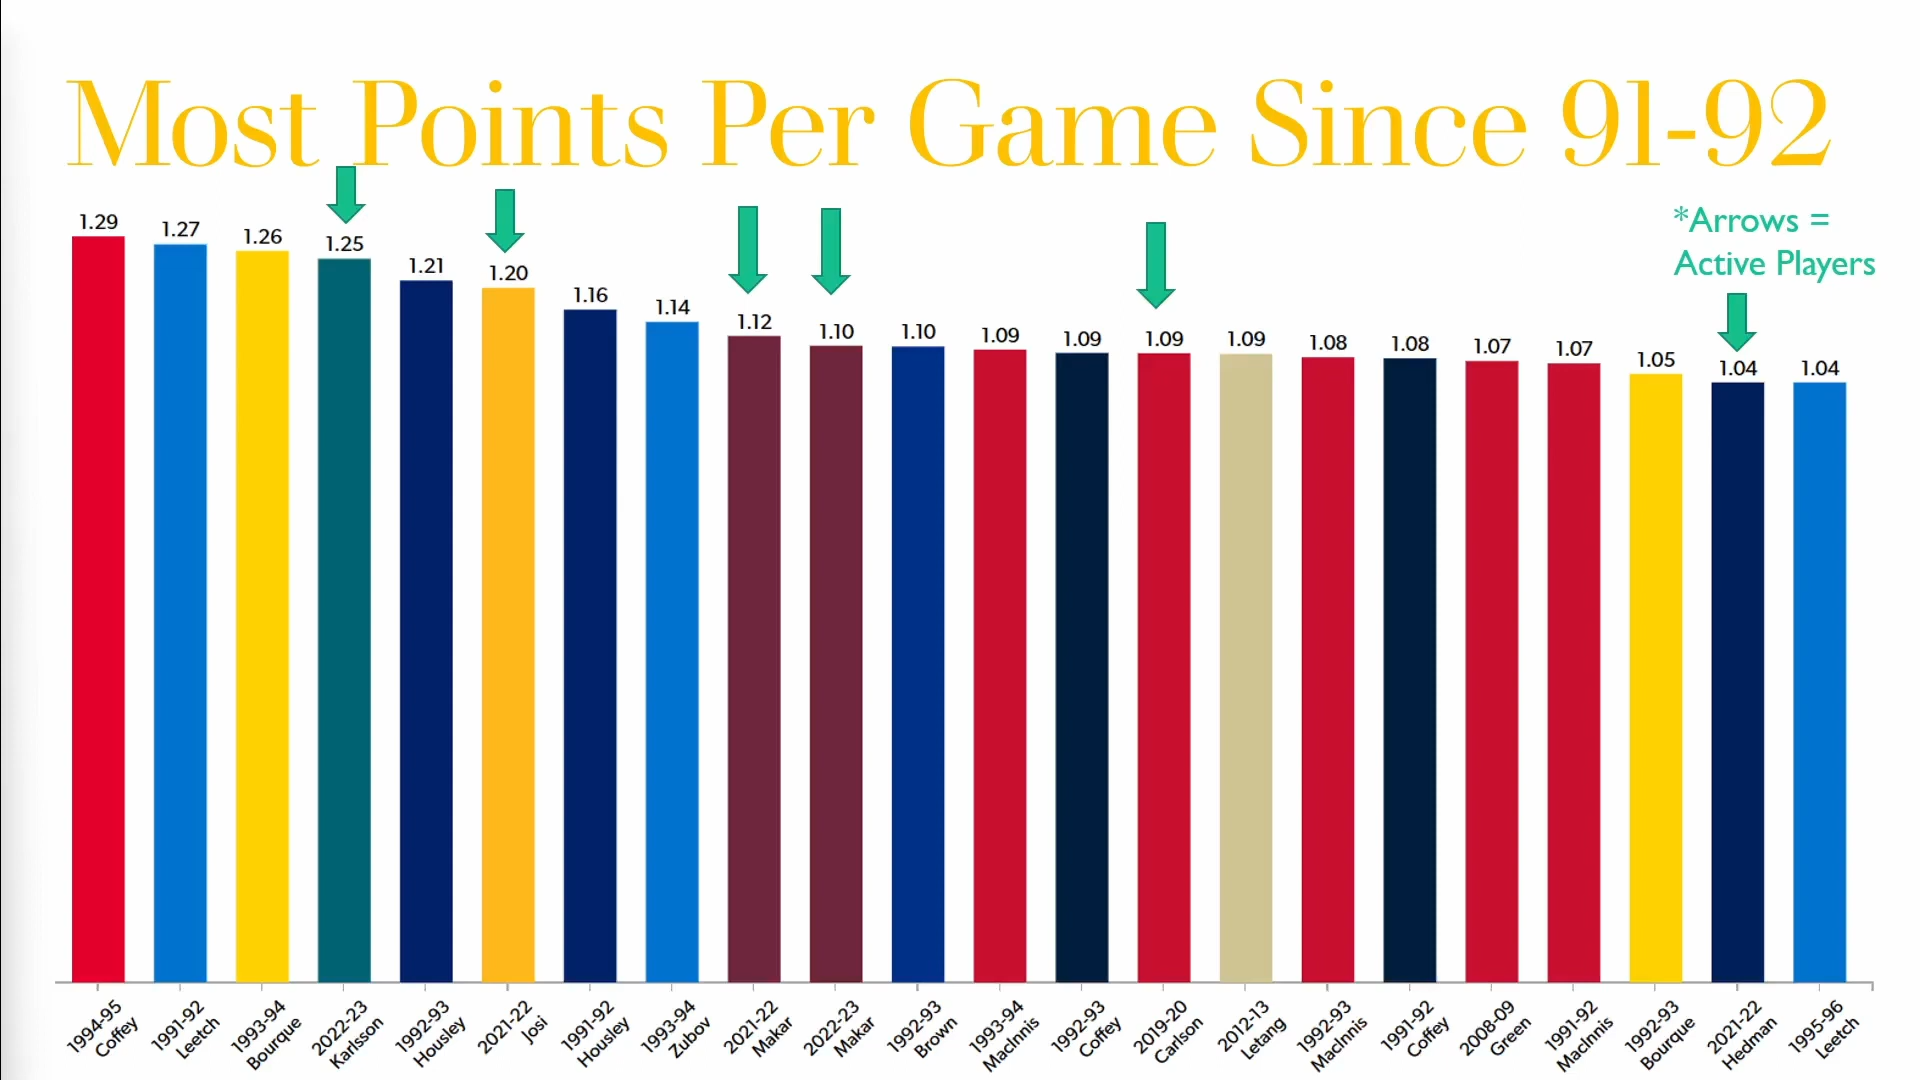 Most Points Per Game Since 91-92
*Arrows =
Active Players
1.29
1.27
1.26
1.25
1.21
1.20
1.16
1.14
1.12
1.10
1.10
1.09
1.09
1.09
1.09
1.08
1.08
1.07
1.07
1.05
1.04
1.04
1994-95
Coffey
1991-92
Leetch
1993-94
Bourque
2022-23
Karlsson
1992-93
Housley
2021-22
Josi
1991-92
Housley
1993-94
Zubov
2021-22
Makar
2022-23
Makar
1992-93
Brown
1993-94
MacInnis
1992-93
Coffey
2019-20
Carlson
2012-13
Letang
1992-93
MacInnis
1991-92
Coffey
2008-09
Green
1991-92
MacInnis
1992-93
Bourque
2021-22
Hedman
1995-96
Leetch